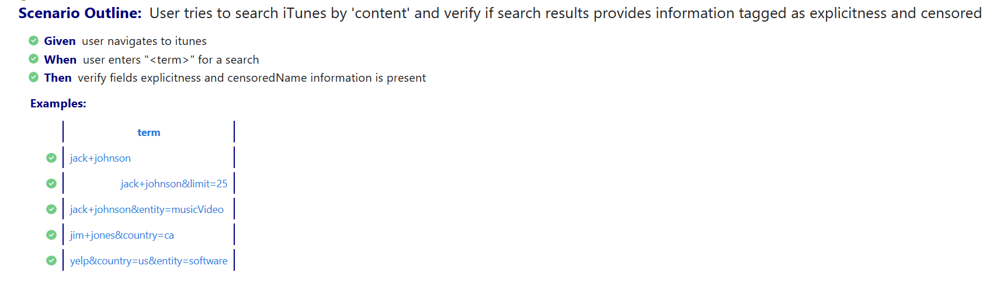 Scenario Outline: User tries to search iTunes by 'content' and verify if search results provides information tagged as explicitness and censored
Given user navigates to itunes
When user enters "<term>" for a search
Then verify fields explicitness and censoredName information is present
Examples:
term
jack+johnson
jack+johnson&limit=25
jack+johnson&entity=musicVideo
jim+jones&country=ca
yelp&country=us&entity=software